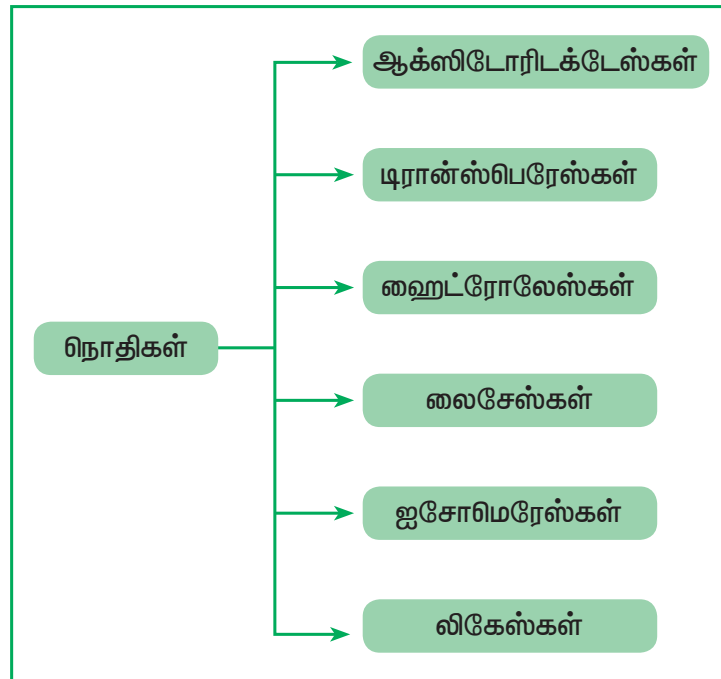 ஆக்ஸிடோரிடக்டேஸ்கள்
டிரான்ஸ்பெரேஸ்கள்
ஹைட்ரோலேஸ்கள்
நொதிகள்
லைசேஸ்கள்
ஐசோமெரேஸ்கள்
லிகேஸ்கள்